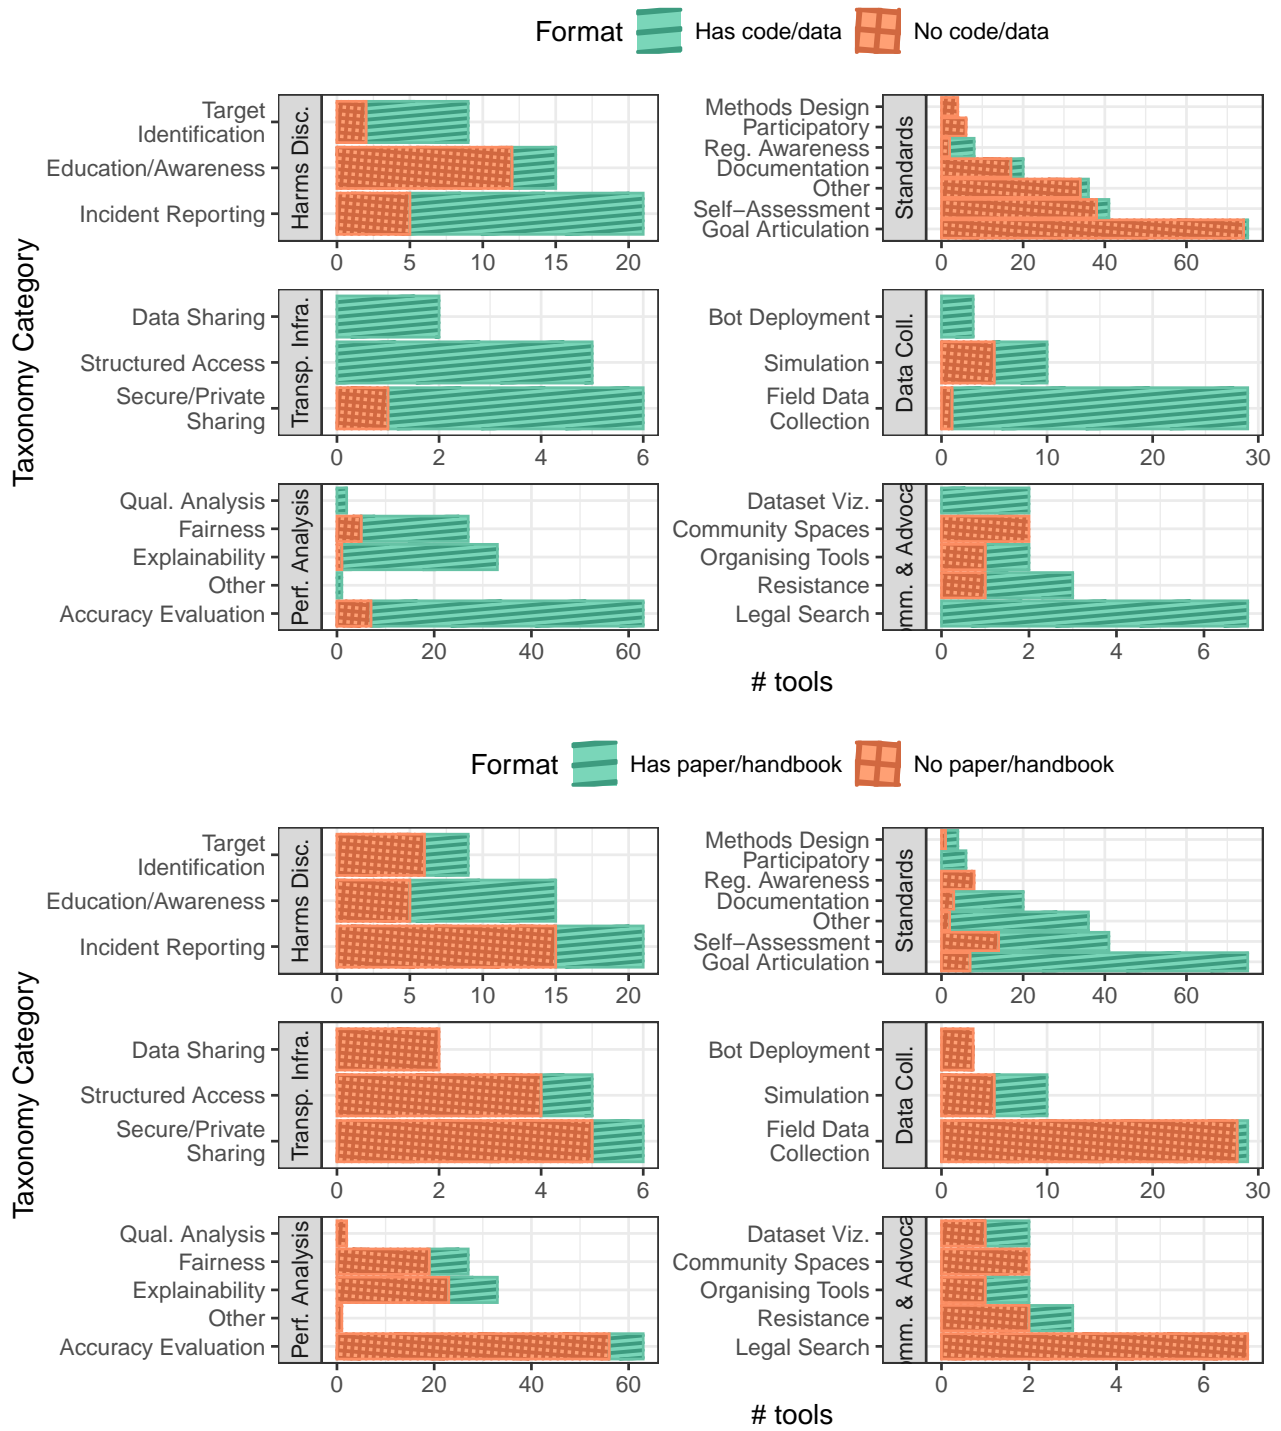 Format Has code/data No code/data
Taxonomy Category
Target
Identification
Education/Awareness
Incident Reporting
Harms Disc.
0 5 10 15 20
Methods Design
Participatory
Reg. Awareness
Documentation
Other
Self−Assessment
Goal Articulation
Standards
0 20 40 60
Data Sharing
Structured Access
Secure/Private
Sharing
Transp. Infra.
0 2 4 6
Bot Deployment
Simulation
Field Data
Collection
Data Coll.
0 10 20 30
Qual. Analysis
Fairness
Explainability
Other
Accuracy Evaluation
Perf. Analysis
0 20 40 60
Dataset Viz.
Community Spaces
Organising Tools
Resistance
Legal Search
omm. & Advoca
0 2 4 6
# tools
Format Has paper/handbook No paper/handbook
Taxonomy Category
Target
Identification
Education/Awareness
Incident Reporting
Harms Disc.
0 5 10 15 20
Methods Design
Participatory
Reg. Awareness
Documentation
Other
Self−Assessment
Goal Articulation
Standards
0 20 40 60
Data Sharing
Structured Access
Secure/Private
Sharing
Transp. Infra.
0 2 4 6
Bot Deployment
Simulation
Field Data
Collection
Data Coll.
0 10 20 30
Qual. Analysis
Fairness
Explainability
Other
Accuracy Evaluation
Perf. Analysis
0 20 40 60
Dataset Viz.
Community Spaces
Organising Tools
Resistance
Legal Search
omm. & Advoca
0 2 4 6
# tools